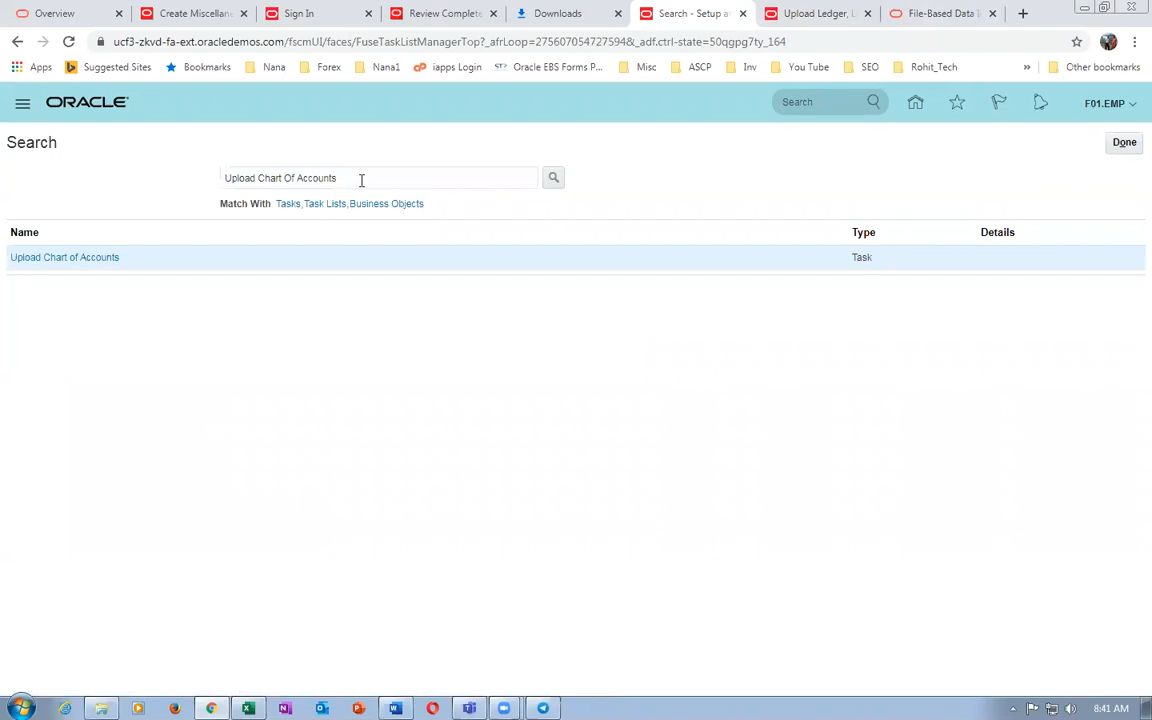 Overview
Create Miscellan
Sign In
Review Complete
Downloads
Search - Setup a
Upload Ledger, L
File-Based Data I
ucf3-zkvd-fa-ext.oracledemos.com/fscmUI/faces/FuseTaskListManagerTop?_afrLoop=275607054727594&_adf.ctrl-state=50qgpg7ty_164
Apps
Suggested Sites
Bookmarks
Nana
Forex
Nana1
iapps Login
Oracle EBS Forms P...
Misc
ASCP
Inv
You Tube
SEO
Rohit_Tech
»
Other bookmarks
ORACLE
Search
F01.EMP
Search
Done
Upload Chart Of Accounts
Match With Tasks, Task Lists, Business Objects
Name Type Details
Upload Chart of Accounts Task
8:41 AM